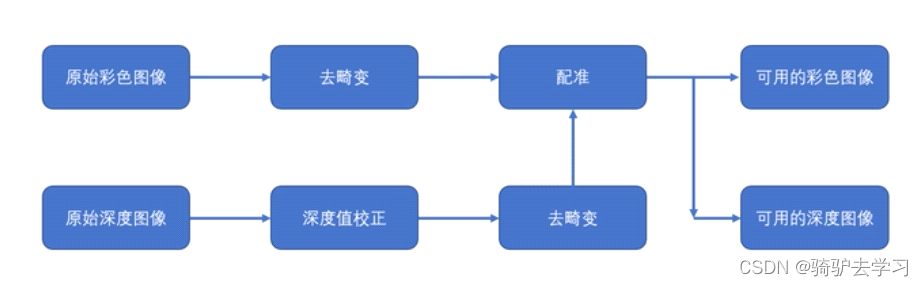 原始彩色图像
去畸变
配准
可用的彩色图像
原始深度图像
深度值校正
去畸变
可用的深度图像
CSDN @骑驴去学习